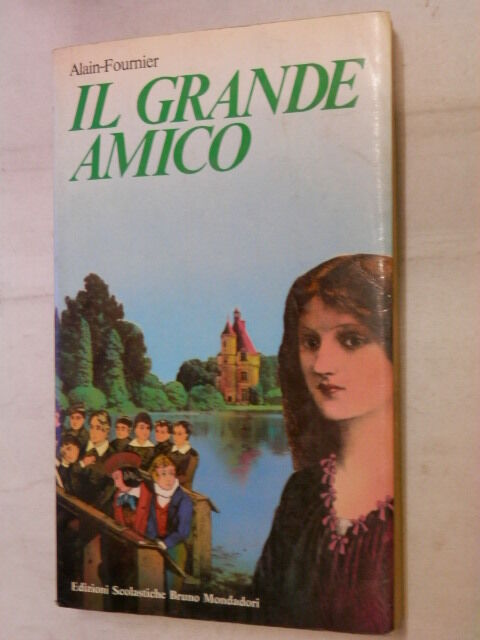 Alain-Fournier
IL GRANDE
AMICO
Edizioni Scolastiche Bruno Mondadori